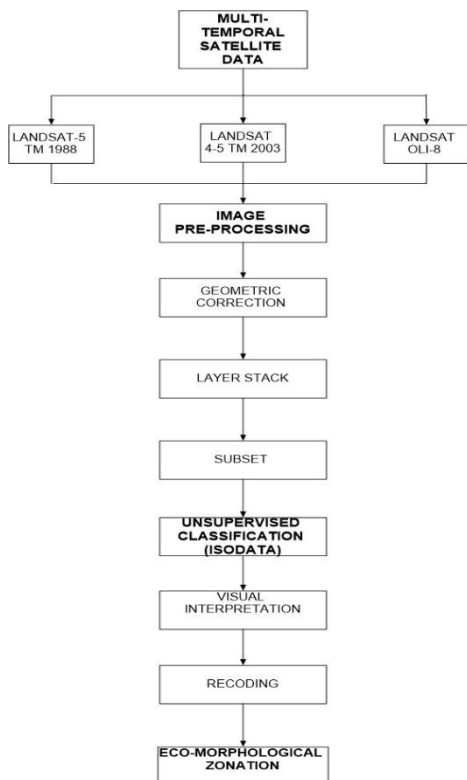 MULTI-
TEMPORAL
SATELLITE
DATA
LANDSAT-5
TM 1988
LANDSAT
4-5 TM 2003
LANDSAT
OLI-8
IMAGE
PRE-PROCESSING
GEOMETRIC
CORRECTION
LAYER STACK
SUBSET
UNSUPERVISED
CLASSIFICATION
(ISODATA)
VISUAL
INTERPRETATION
RECODING
ECO-MORPHOLOGICAL
ZONATION